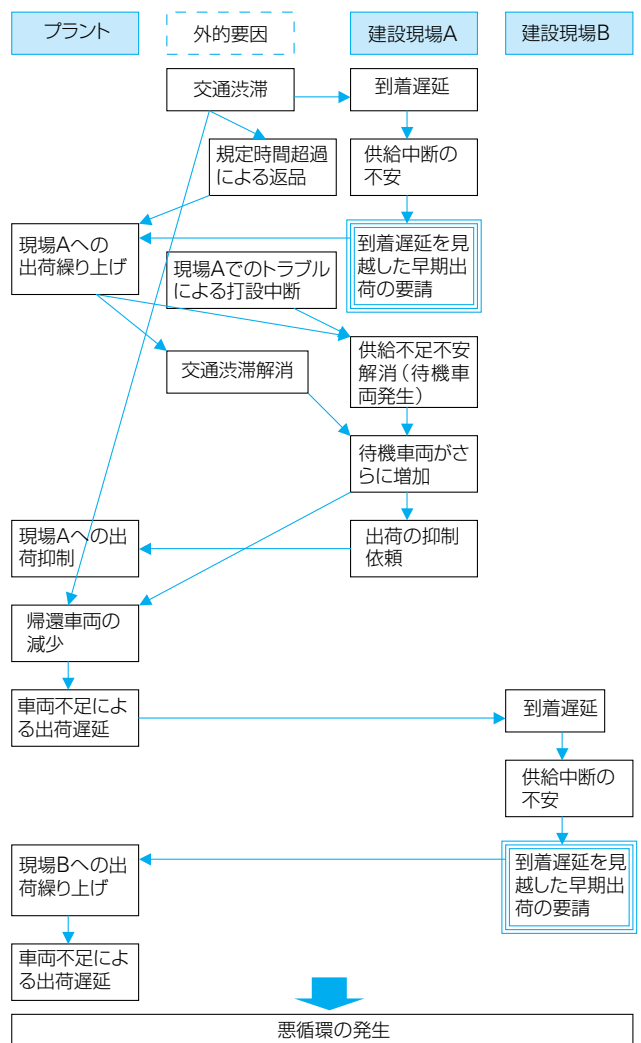 プラント
外的要因
建設現場A
建設現場B
交通渋滞
到着遅延
規定時間超過
による返品
供給中断の
不安
現場Aへの
出荷繰り上げ
現場Aでのトラブル
による打設中断
到着遅延を見
越した早期出
荷の要請
交通渋滞解消
供給不足不安
解消（待機車
両発生）
待機車両がさ
らに増加
現場Aへの出
荷抑制
出荷の抑制
依頼
帰還車両の
減少
車両不足によ
る出荷遅延
到着遅延
供給中断の
不安
現場Bへの出
荷繰り上げ
到着遅延を見
越した早期出
荷の要請
車両不足によ
る出荷遅延
悪循環の発生